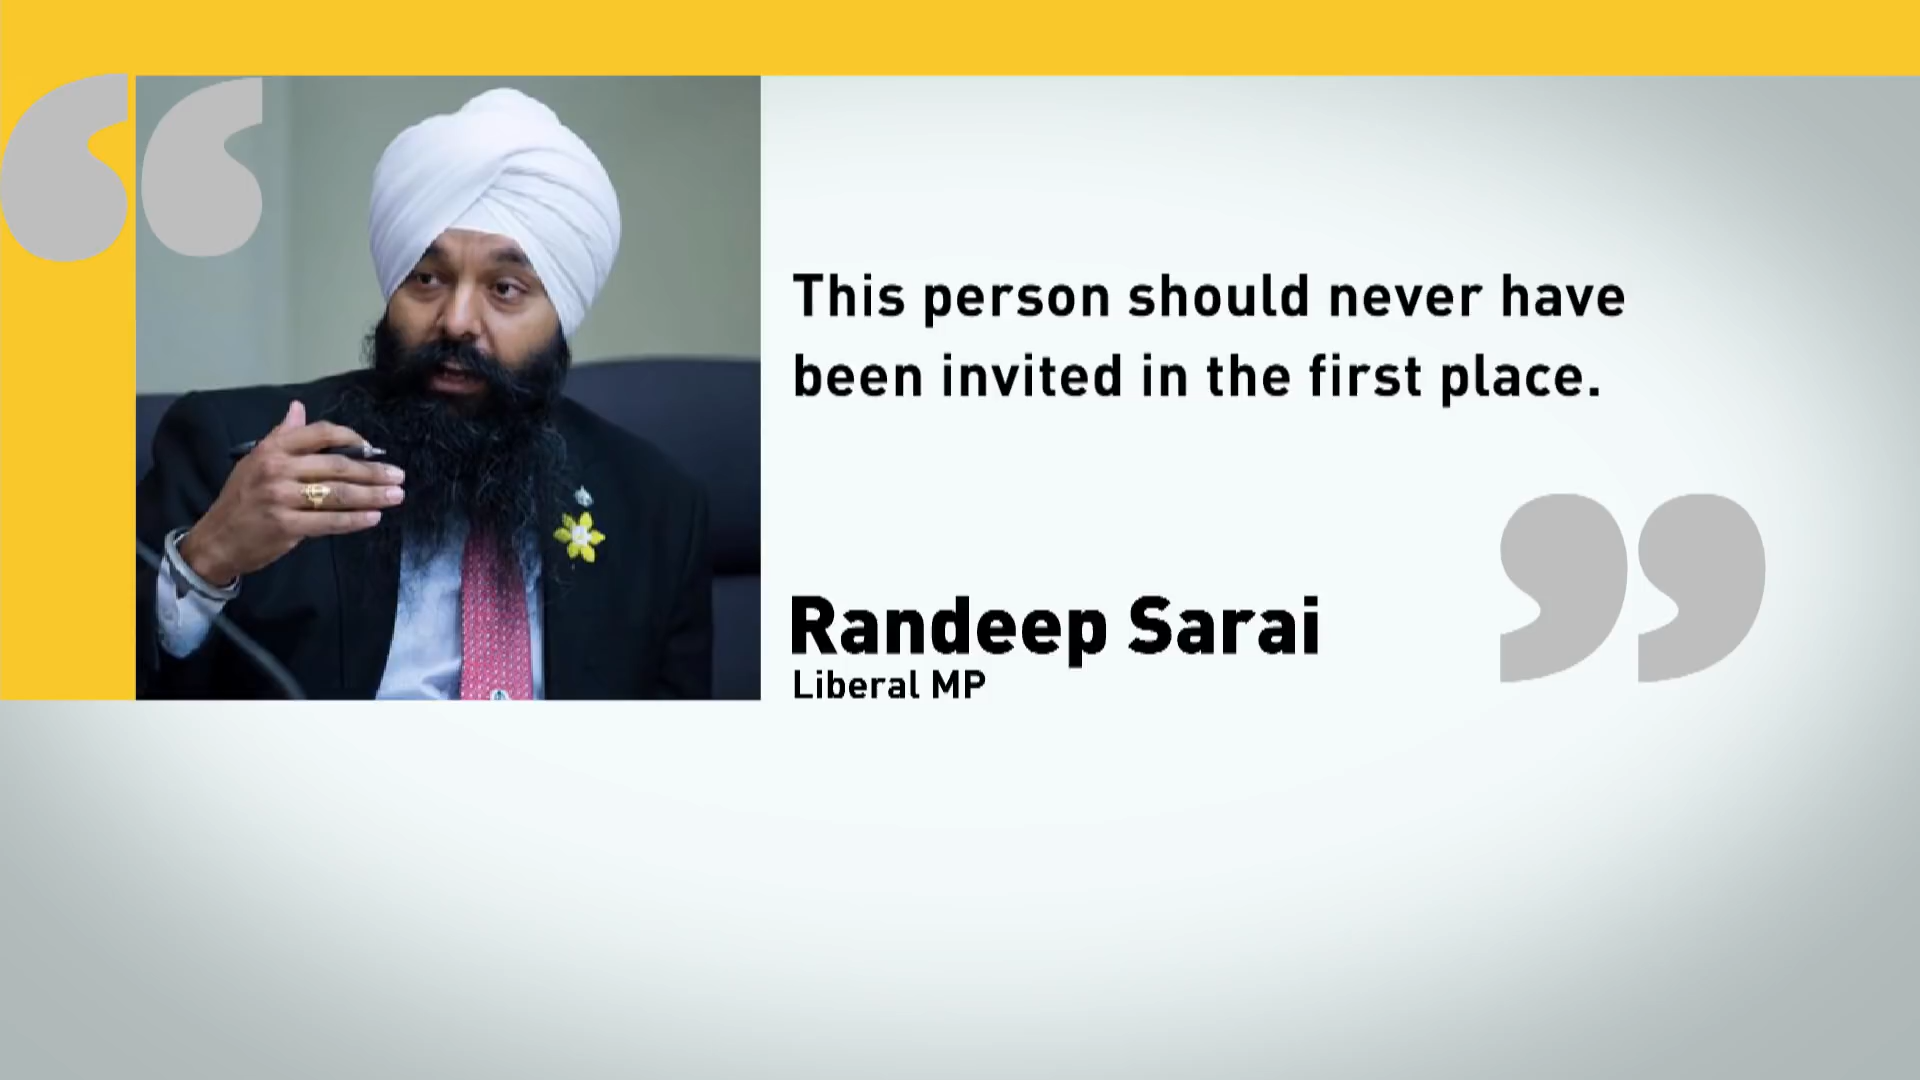 This person should never have
been invited in the first place.
Randeep Sarai
Liberal MP